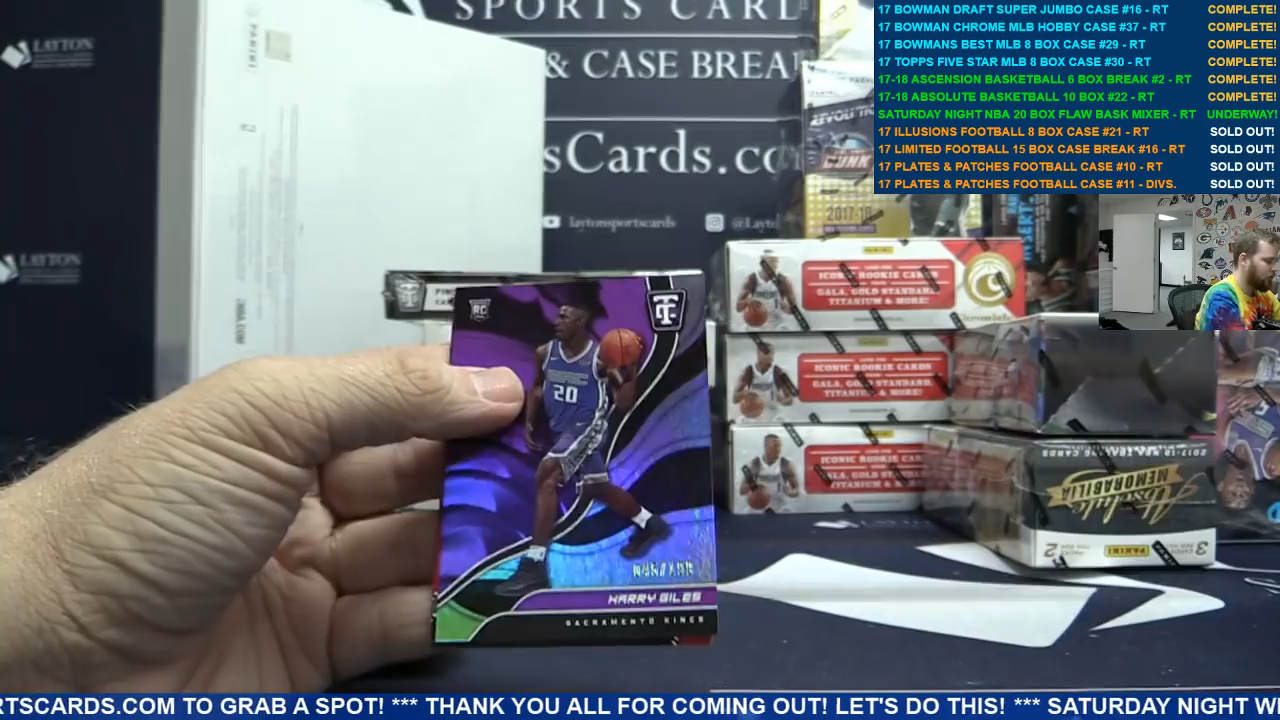 17 BOWMAN DRAFT SUPER JUMBO CASE #16 - RT COMPLETE!
17 BOWMAN CHROME MLB HOBBY CASE #37 - RT COMPLETE!
17 BOWMANS BEST MLB 8 BOX CASE #29 - RT COMPLETE!
17 TOPPS FIVE STAR MLB 8 BOX CASE #30 - RT COMPLETE!
17-18 ASCENSION BASKETBALL 6 BOX BREAK #2 - RT COMPLETE!
17-18 ABSOLUTE BASKETBALL 10 BOX #22 - RT COMPLETE!
SATURDAY NIGHT NBA 20 BOX FLAW BASK MIXER - RT UNDERWAY!
17 ILLUSIONS FOOTBALL 8 BOX CASE #21 - RT SOLD OUT!
17 LIMITED FOOTBALL 15 BOX CASE BREAK #16 - RT SOLD OUT!
17 PLATES & PATCHES FOOTBALL CASE #10 - RT SOLD OUT!
17 PLATES & PATCHES FOOTBALL CASE #11 - DIVS. SOLD OUT!
SPORTS CARD
& CASE BREA
sCards.co
laytonsportscards
@Layto
LAYTON
LAYTON
PANINI
2017-18
PANINI
ICONIC ROOKIE CARDS
GALA, GOLD STANDARD,
TITANIUM & MORE!
ICONIC ROOKIE CARDS
GALA, GOLD STANDARD,
TITANIUM & MORE!
ICONIC ROOKIE CARDS
GALA, GOLD STANDARD,
TITANIUM & MORE!
Absolute
MEMORABILIA
PANINI
RC
20
HARRY GILES
SACRAMENTO KINGS
RTSCARDS.COM TO GRAB A SPOT! *** THANK YOU ALL FOR COMING OUT! LET'S DO THIS! *** SATURDAY NIGHT W